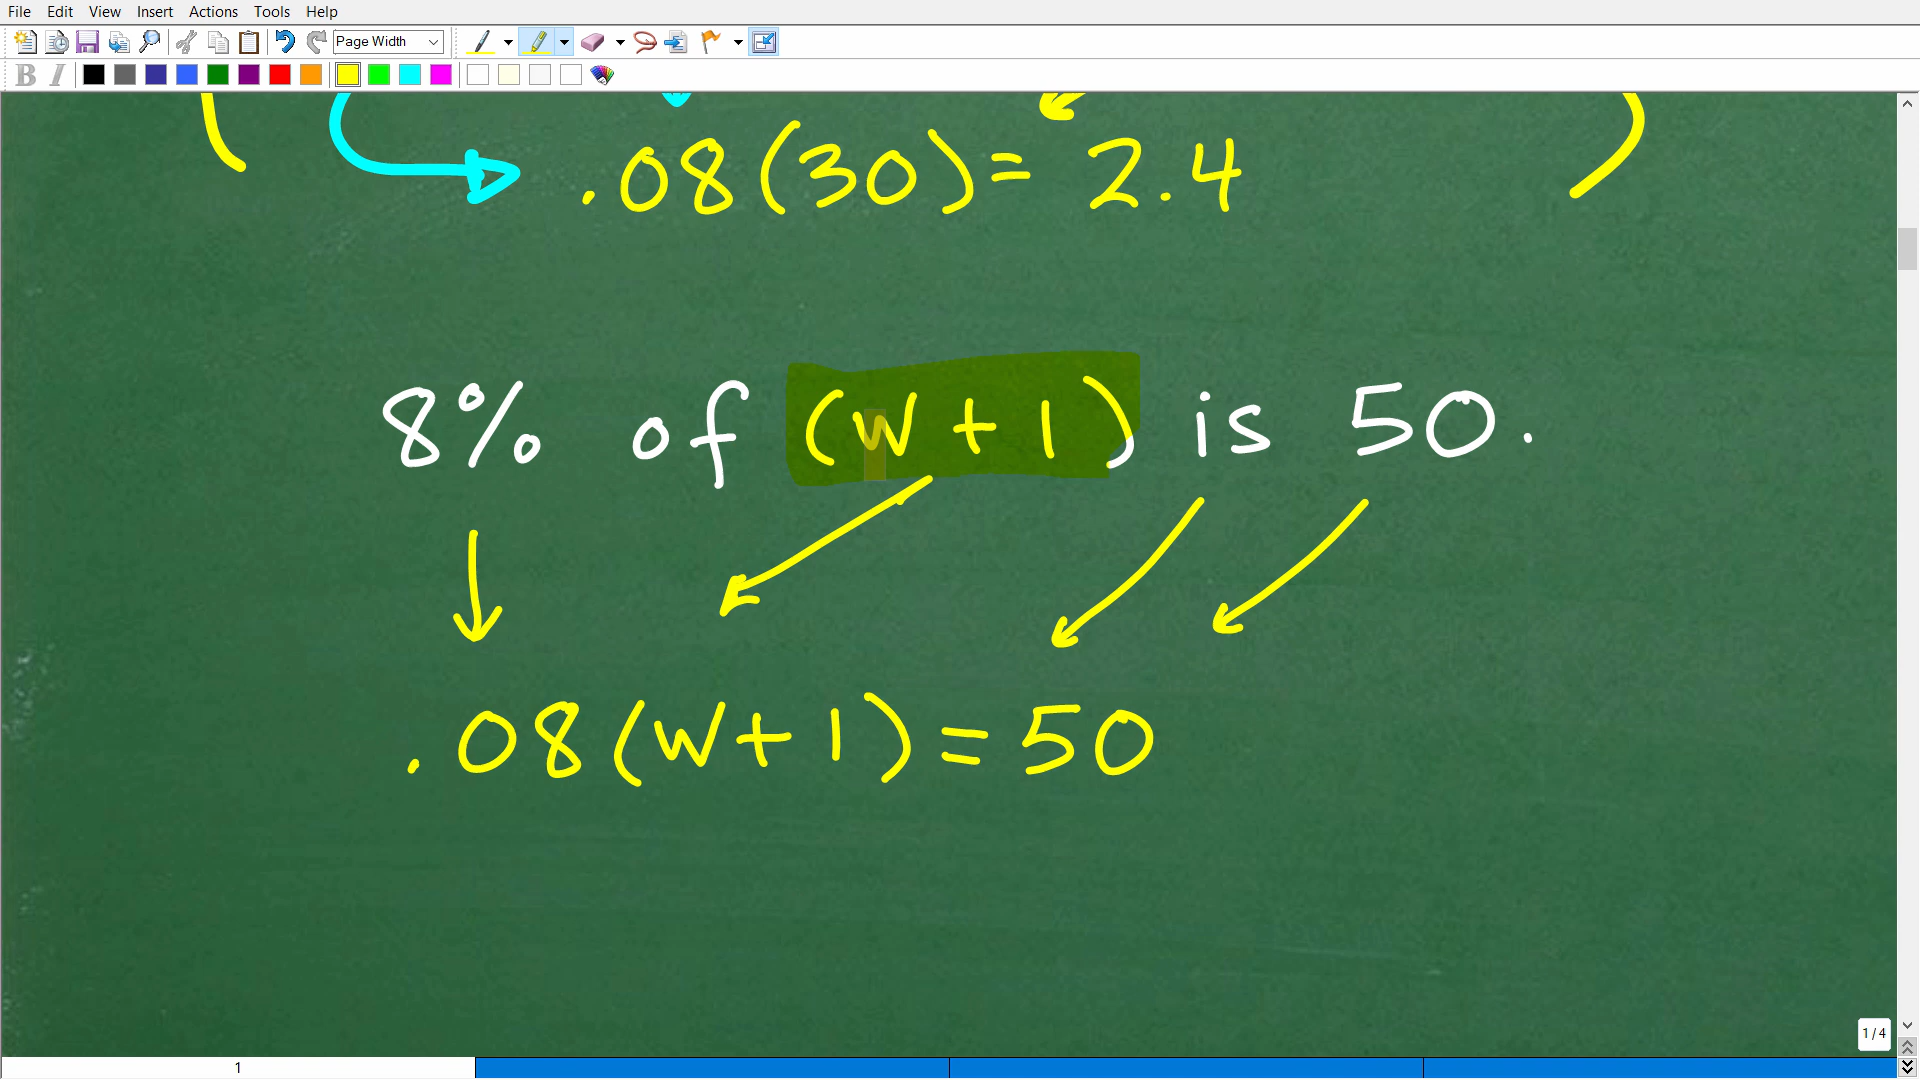 File Edit View Insert Actions Tools Help
Page Width
B I
.08(30)= 2.4
8% of (W + 1) is 50.
.08(W+1)=50
1 / 4
1